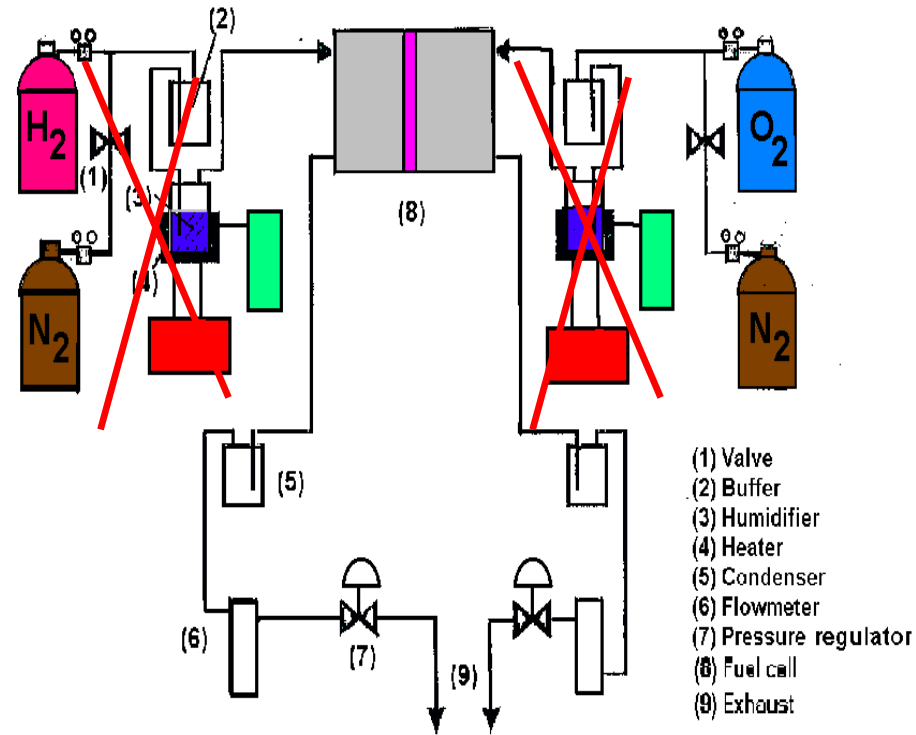 (2)
H2
O2
(1)
(3)
(4)
(8)
N2
N2
(5)
(6)
(7)
(9)
(1) Valve
(2) Buffer
(3) Humidifier
(4) Heater
(5) Condenser
(6) Flowmeter
(7) Pressure regulator
(8) Fuel cell
(9) Exhaust